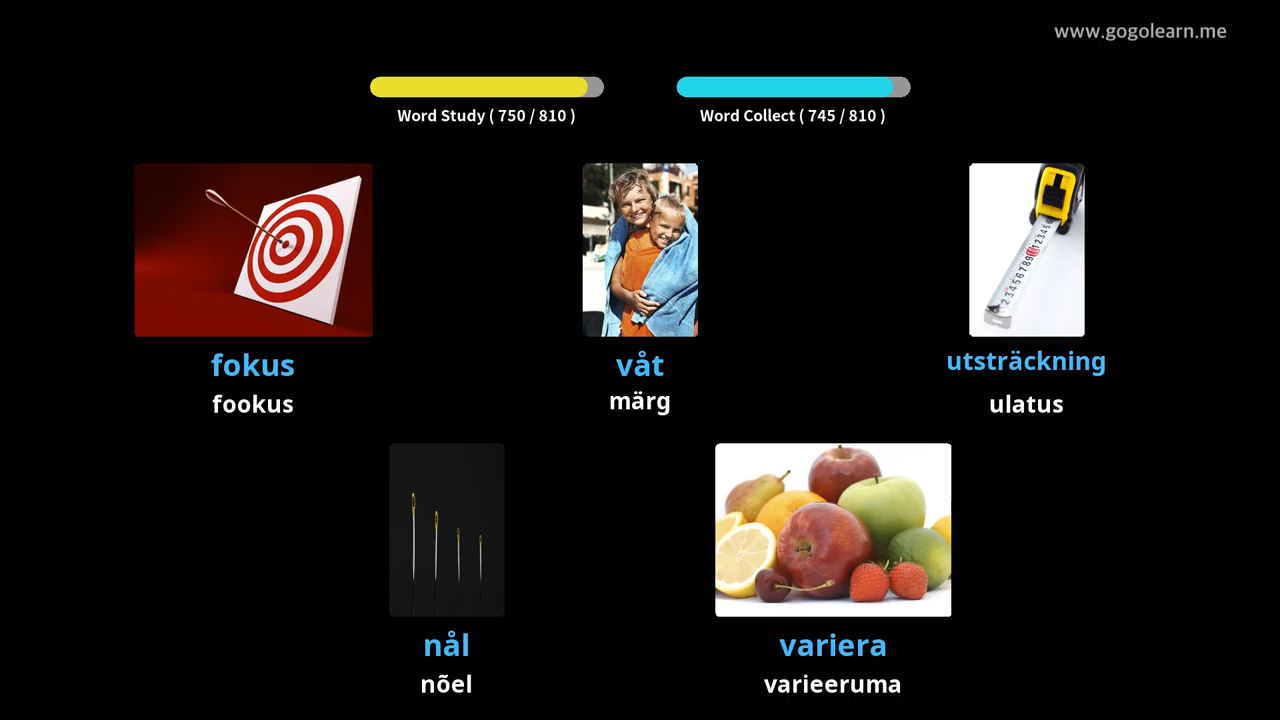 www.gogolearn.me
Word Study ( 750 / 810 )
Word Collect ( 745 / 810 )
fokus
fookus
våt
märg
utsträckning
ulatus
nål
nõel
variera
varieeruma